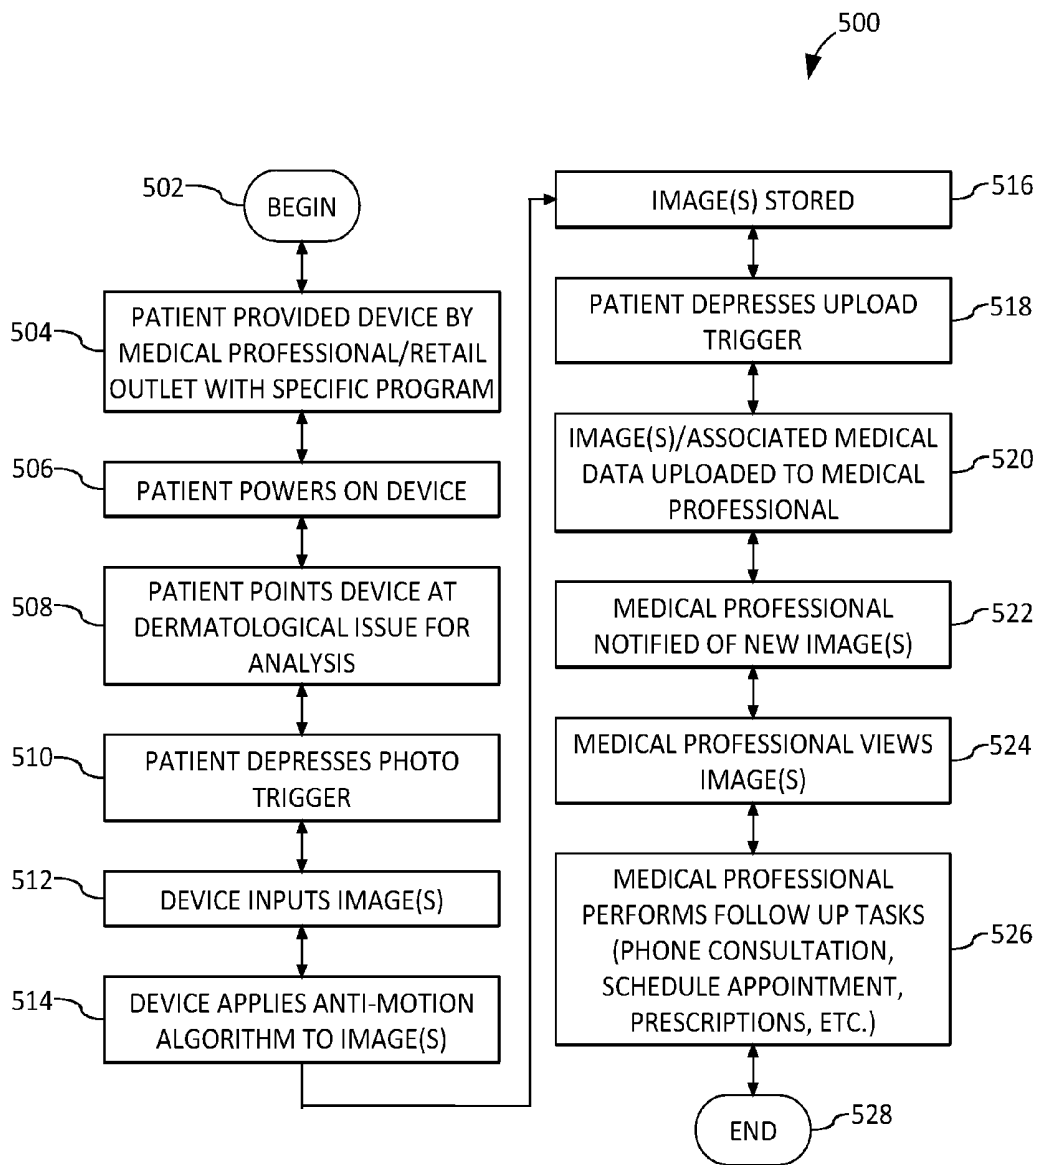 500
502
BEGIN
504
PATIENT PROVIDED DEVICE BY
MEDICAL PROFESSIONAL/RETAIL
OUTLET WITH SPECIFIC PROGRAM
506
PATIENT POWERS ON DEVICE
508
PATIENT POINTS DEVICE AT
DERMATOLOGICAL ISSUE FOR
ANALYSIS
510
PATIENT DEPRESSES PHOTO
TRIGGER
512
DEVICE INPUTS IMAGE(S)
514
DEVICE APPLIES ANTI-MOTION
ALGORITHM TO IMAGE(S)
IMAGE(S) STORED
516
PATIENT DEPRESSES UPLOAD
TRIGGER
518
IMAGE(S)/ASSOCIATED MEDICAL
DATA UPLOADED TO MEDICAL
PROFESSIONAL
520
MEDICAL PROFESSIONAL
NOTIFIED OF NEW IMAGE(S)
522
MEDICAL PROFESSIONAL VIEWS
IMAGE(S)
524
MEDICAL PROFESSIONAL
PERFORMS FOLLOW UP TASKS
(PHONE CONSULTATION,
SCHEDULE APPOINTMENT,
PRESCRIPTIONS, ETC.)
526
END
528